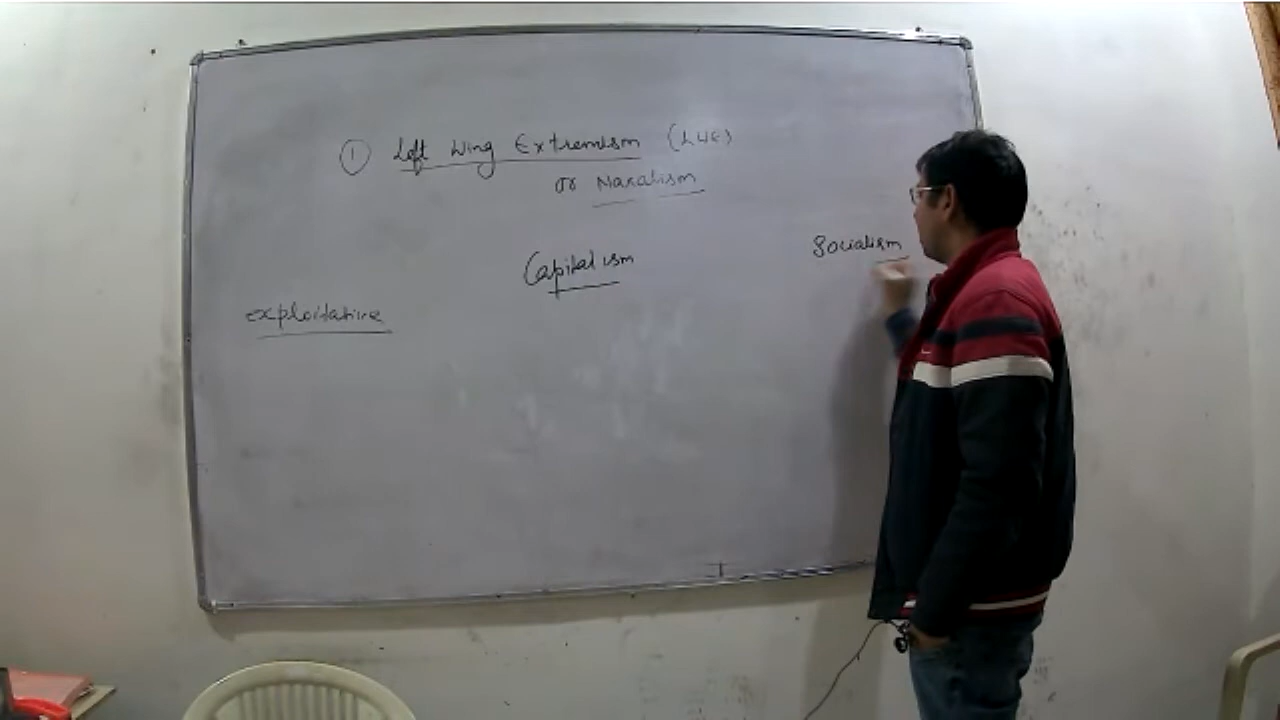 ① Left Wing Extremism (LWE)
or Naxalism
Capitalism
Socialism
exploitative